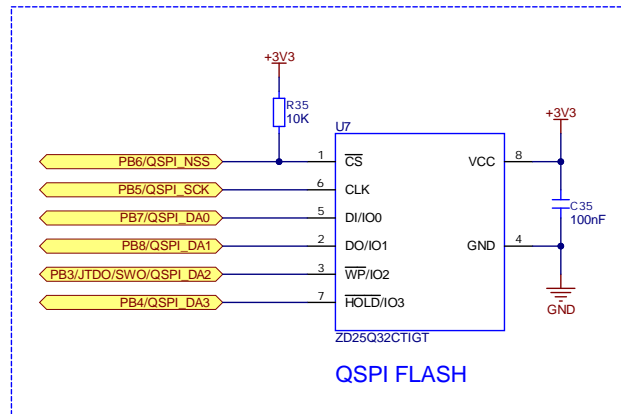 +3V3
R35
10K
+3V3
U7
PB6/QSPI_NSS 1 CS VCC 8
PB5/QSPI_SCK 6 CLK
C35
100nF
PB7/QSPI_DA0 5 DI/IO0
PB8/QSPI_DA1 2 DO/IO1 GND 4
PB3/JTDO/SWO/QSPI_DA2 3 WP/IO2
PB4/QSPI_DA3 7 HOLD/IO3
GND
ZD25Q32CTIGT
QSPI FLASH